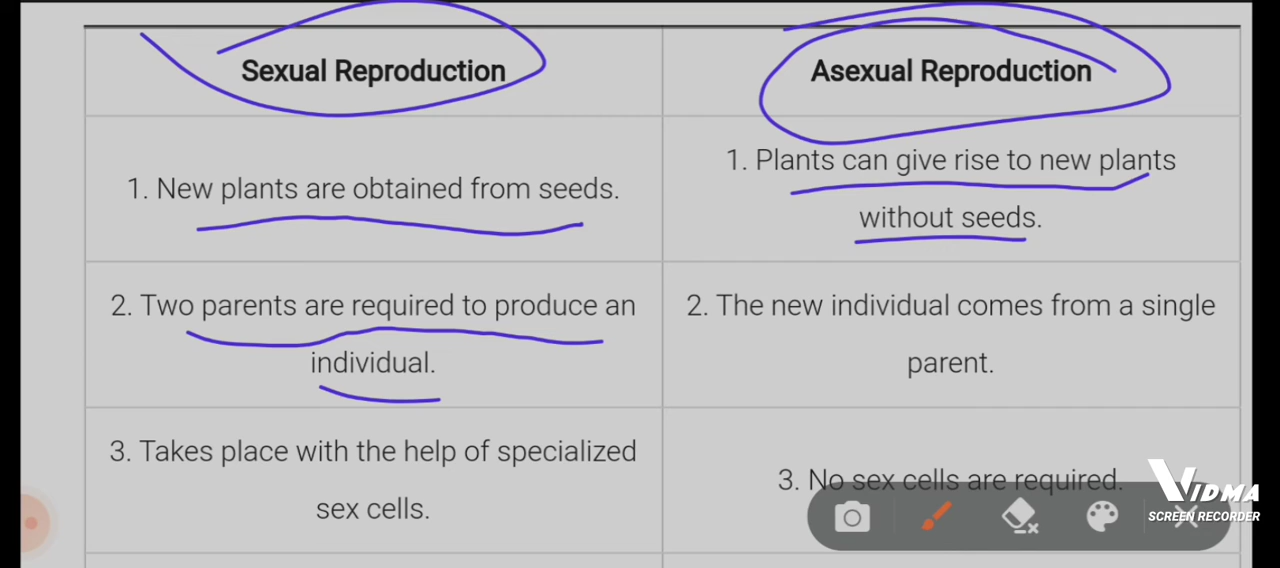 Sexual Reproduction
Asexual Reproduction
1. New plants are obtained from seeds.
1. Plants can give rise to new plants
without seeds.
2. Two parents are required to produce an
individual.
2. The new individual comes from a single
parent.
3. Takes place with the help of specialized
sex cells.
3. No sex cells are required.
VIDMA
SCREEN RECORDER